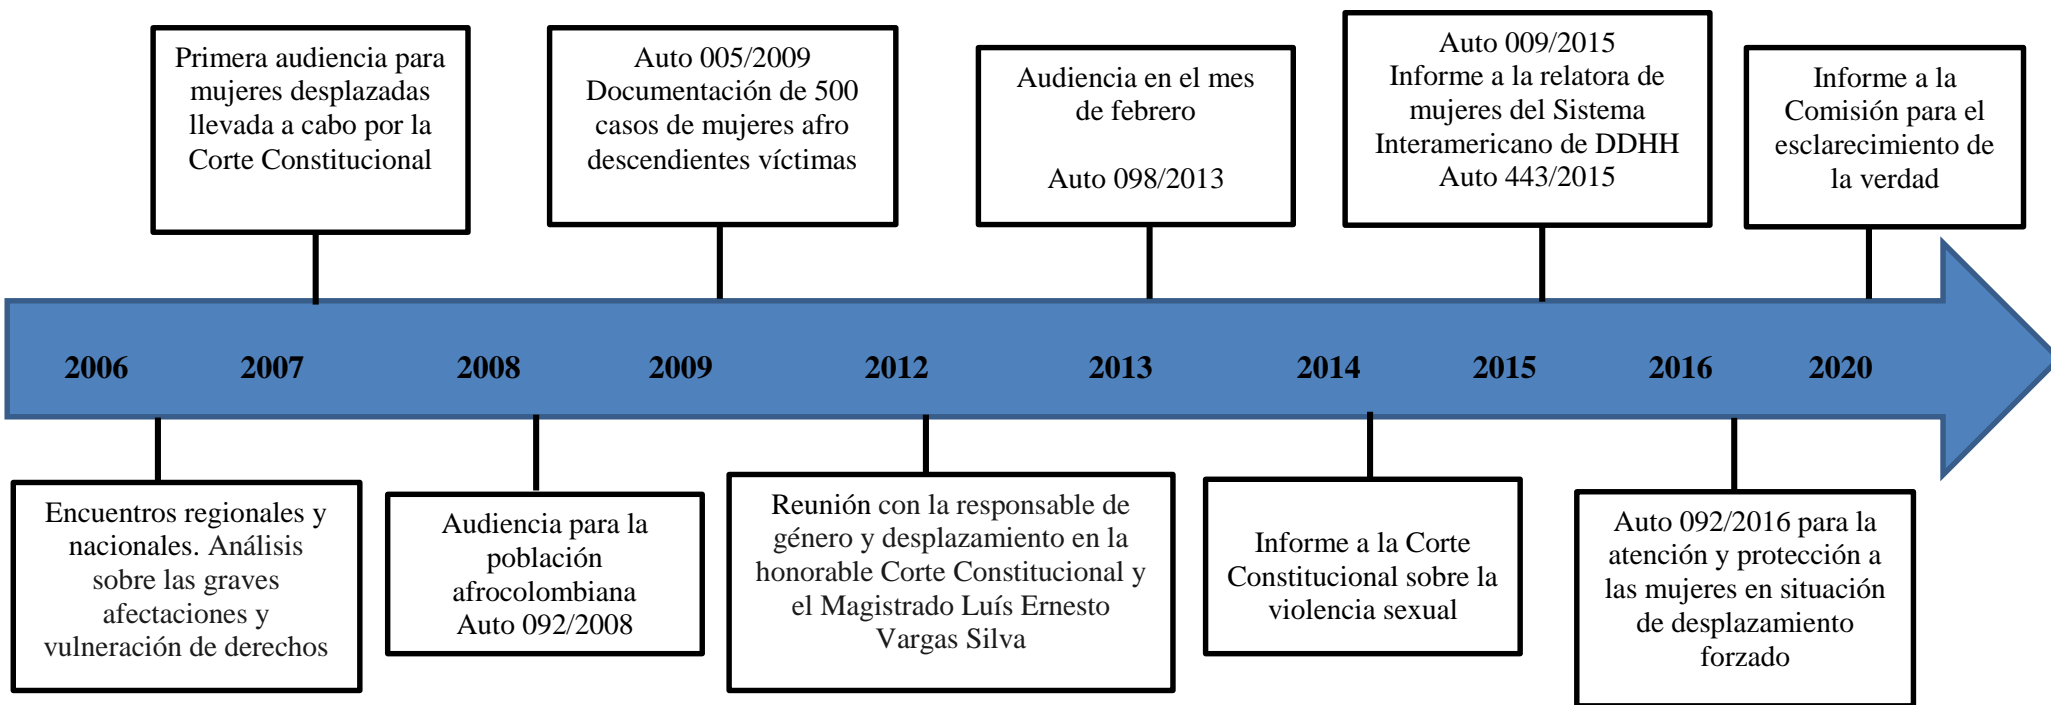 Primera audiencia para
mujeres desplazadas
llevada a cabo por la
Corte Constitucional
Auto 005/2009
Documentación de 500
casos de mujeres afro
descendientes víctimas
Audiencia en el mes
de febrero
Auto 098/2013
Auto 009/2015
Informe a la relatora de
mujeres del Sistema
Interamericano de DDHH
Auto 443/2015
Informe a la
Comisión para el
esclarecimiento de
la verdad
2006 2007 2008 2009 2012 2013 2014 2015 2016 2020
Encuentros regionales y
nacionales. Análisis
sobre las graves
afectaciones y
vulneración de derechos
Audiencia para la
población
afrocolombiana
Auto 092/2008
Reunión con la responsable de
género y desplazamiento en la
honorable Corte Constitucional y
el Magistrado Luís Ernesto
Vargas Silva
Informe a la Corte
Constitucional sobre la
violencia sexual
Auto 092/2016 para la
atención y protección a
las mujeres en situación
de desplazamiento
forzado